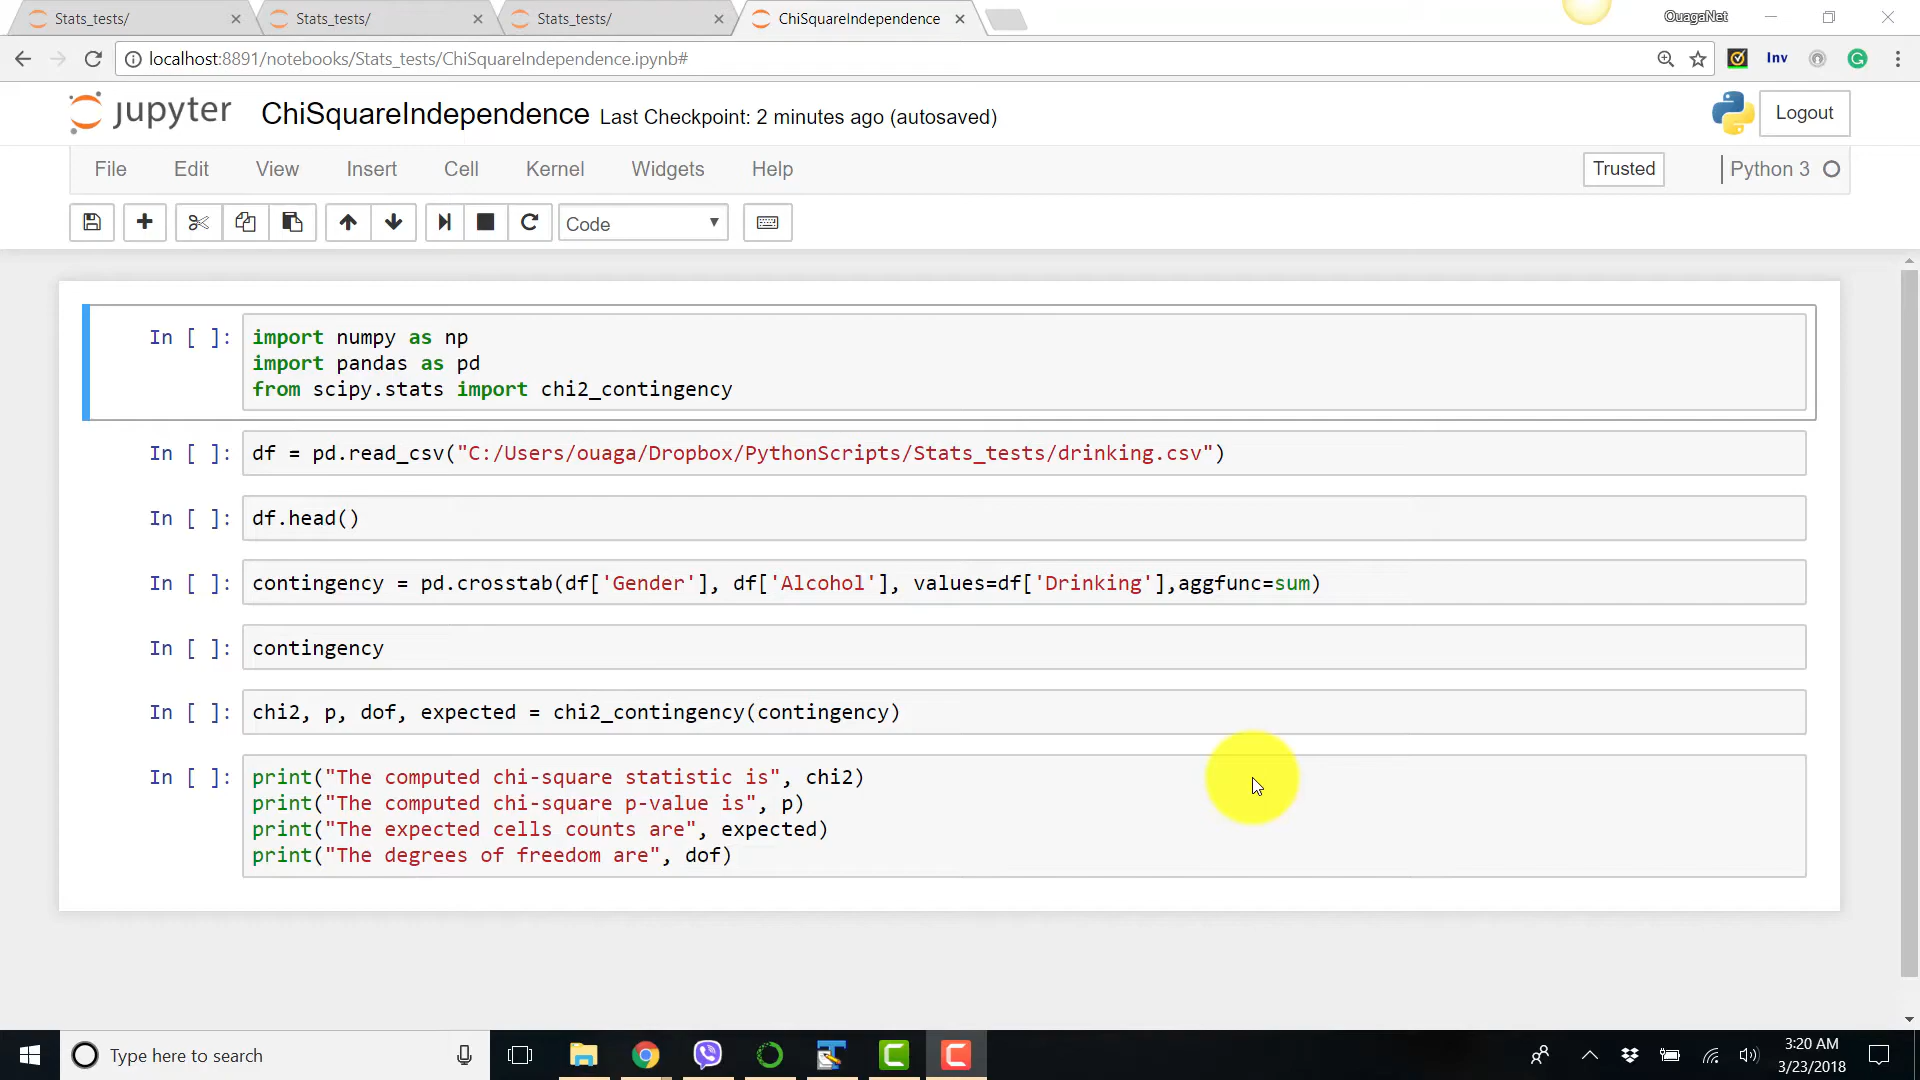 Stats_tests/
Stats_tests/
Stats_tests/
ChiSquareIndependence
OuagaNet
localhost:8891/notebooks/Stats_tests/ChiSquareIndependence.ipynb#
Inv
jupyter
ChiSquareIndependence
Last Checkpoint: 2 minutes ago (autosaved)
Logout
File Edit View Insert Cell Kernel Widgets Help
Trusted
Python 3
Code
In [ ]:
import numpy as np
import pandas as pd
from scipy.stats import chi2_contingency
In [ ]:
df = pd.read_csv("C:/Users/ouaga/Dropbox/PythonScripts/Stats_tests/drinking.csv")
In [ ]:
df.head()
In [ ]:
contingency = pd.crosstab(df['Gender'], df['Alcohol'], values=df['Drinking'],aggfunc=sum)
In [ ]:
contingency
In [ ]:
chi2, p, dof, expected = chi2_contingency(contingency)
In [ ]:
print("The computed chi-square statistic is", chi2)
print("The computed chi-square p-value is", p)
print("The expected cells counts are", expected)
print("The degrees of freedom are", dof)
Type here to search
3:20 AM
3/23/2018